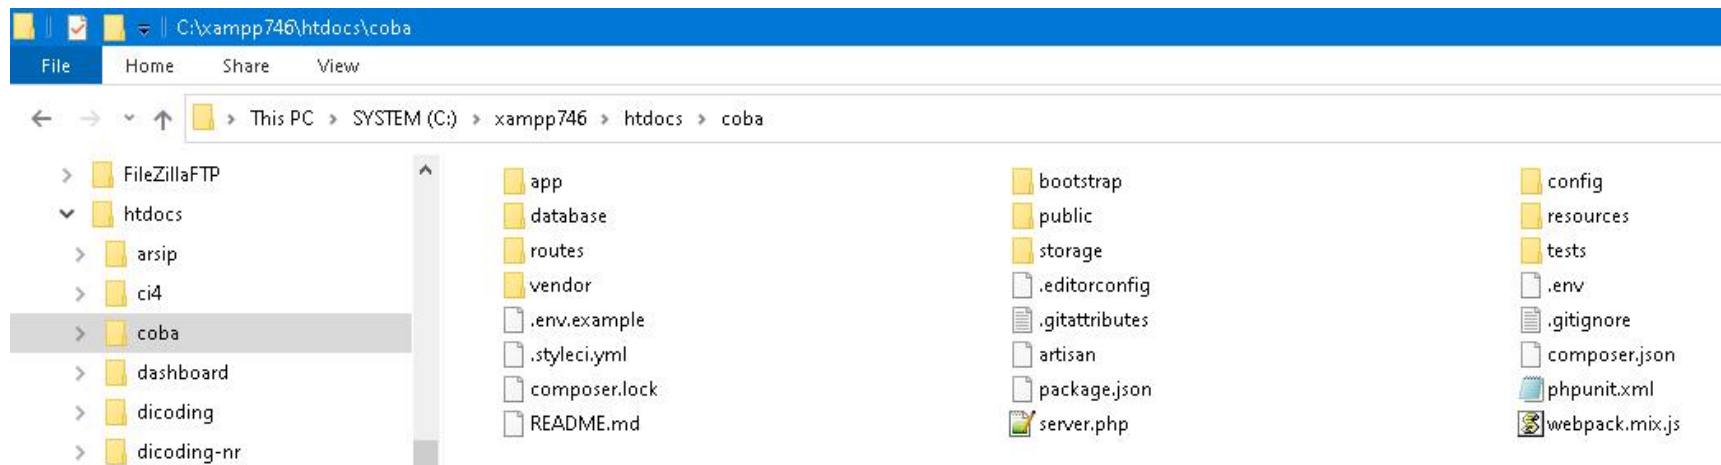 C:\xampp746\htdocs\coba
File Home Share View
This PC > SYSTEM (C:) > xampp746 > htdocs > coba
FileZillaFTP
htdocs
arsip
ci4
coba
dashboard
dicoding
dicoding-nr
app bootstrap config
database public resources
routes storage tests
vendor .editorconfig .env
.env.example .gitattributes .gitignore
.styleci.yml artisan composer.json
composer.lock package.json phpunit.xml
README.md server.php webpack.mix.js